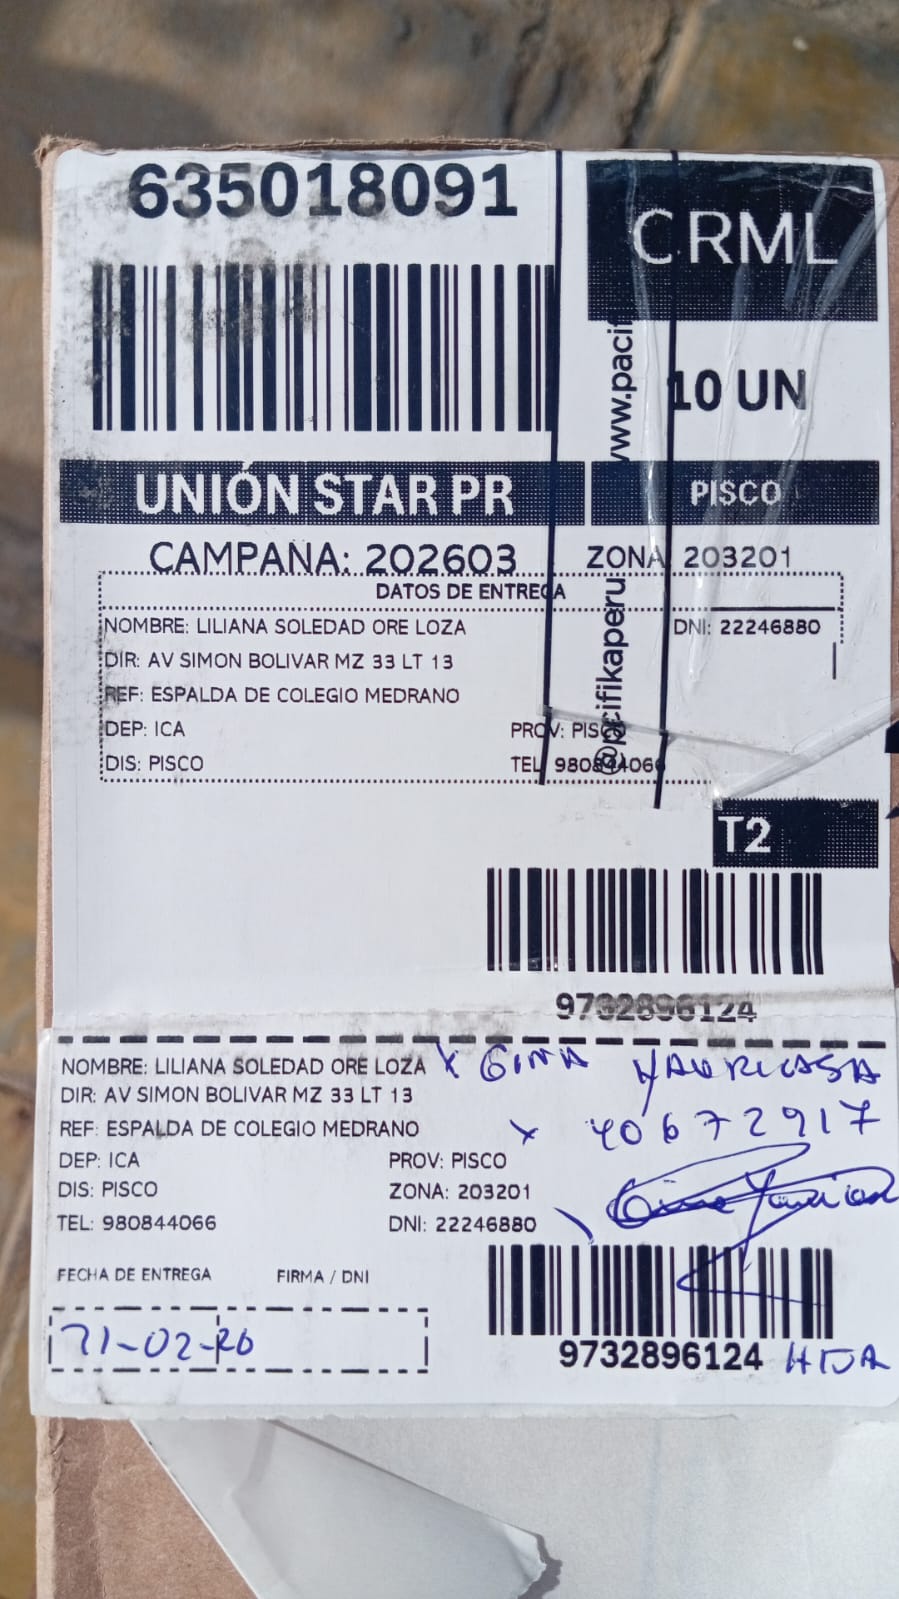 635018091
CRML
www.pacif
10 UN
UNIÓN STAR PR
PISCO
CAMPAÑA: 202603
ZONA: 203201
DATOS DE ENTREGA
NOMBRE: LILIANA SOLEDAD ORE LOZA
DNI: 22246880
DIR: AV SIMON BOLIVAR MZ 33 LT 13
REF: ESPALDA DE COLEGIO MEDRANO
DEP: ICA
PROV: PISCO
DIS: PISCO
TEL: 980844066
@pacifikaperu
T2
9732896124
NOMBRE: LILIANA SOLEDAD ORE LOZA x GINA
DIR: AV SIMON BOLIVAR MZ 33 LT 13
REF: ESPALDA DE COLEGIO MEDRANO x 40672917
DEP: ICA
PROV: PISCO
DIS: PISCO
ZONA: 203201
TEL: 980844066
DNI: 22246880
FECHA DE ENTREGA
FIRMA / DNI
9732896124 HIJA